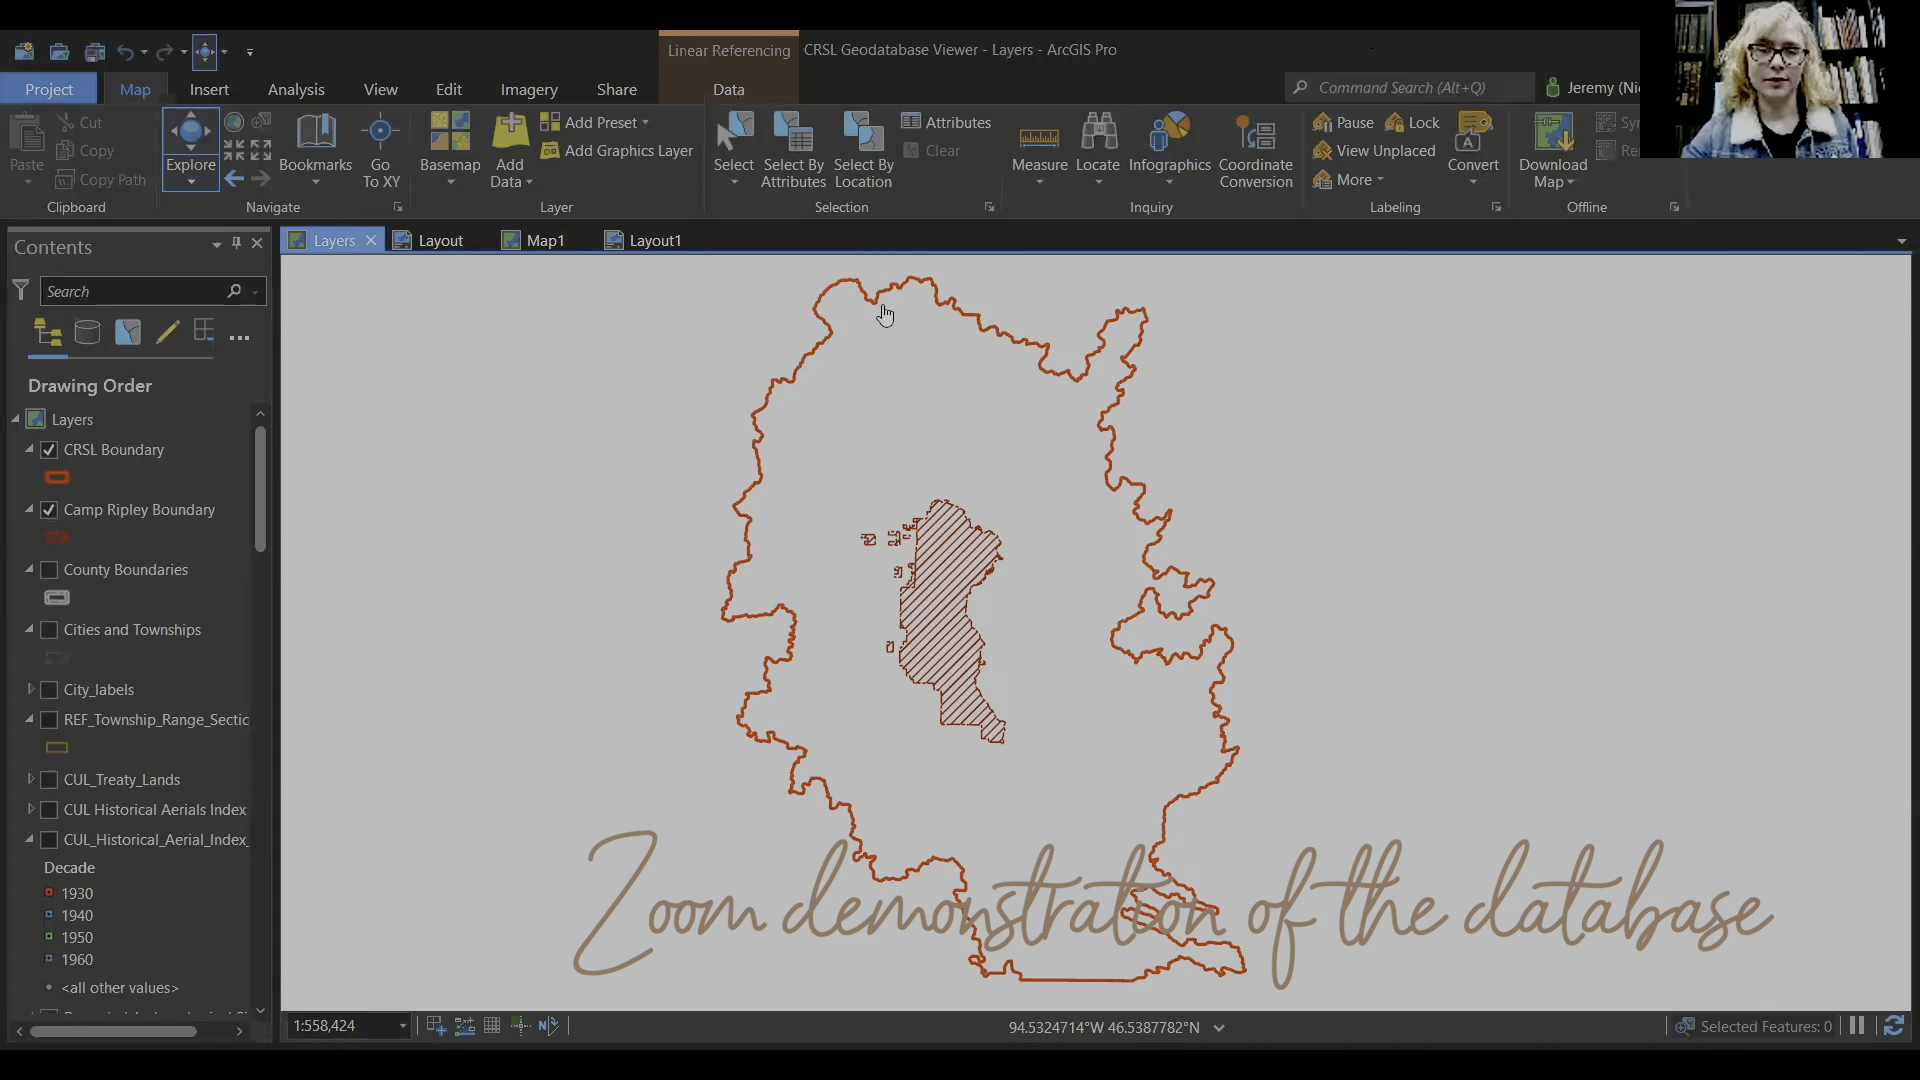 Linear Referencing
CRSL Geodatabase Viewer - Layers - ArcGIS Pro
Project
Map
Insert
Analysis
View
Edit
Imagery
Share
Data
Command Search (Alt+Q)
Jeremy
Paste
Cut
Copy
Copy Path
Clipboard
Explore
Bookmarks
Go
To XY
Navigate
Basemap
Add
Data
Add Preset
Add Graphics Layer
Layer
Select
Select By
Attributes
Select By
Location
Attributes
Clear
Selection
Measure
Locate
Infographics
Coordinate
Conversion
Inquiry
Pause
Lock
View Unplaced
More
Convert
Labeling
Download
Map
Offline
Contents
Search
Drawing Order
Layers
CRSL Boundary
Camp Ripley Boundary
County Boundaries
Cities and Townships
City_labels
REF_Township_Range_Sectio
CUL_Treaty_Lands
CUL Historical Aerials Index
CUL_Historical_Aerial_Index_
Decade
1930
1940
1950
1960
<all other values>
Layers
Layout
Map1
Layout1
Zoom demonstration of the database
1:558,424
94.5324714°W 46.5387782°N
Selected Features: 0